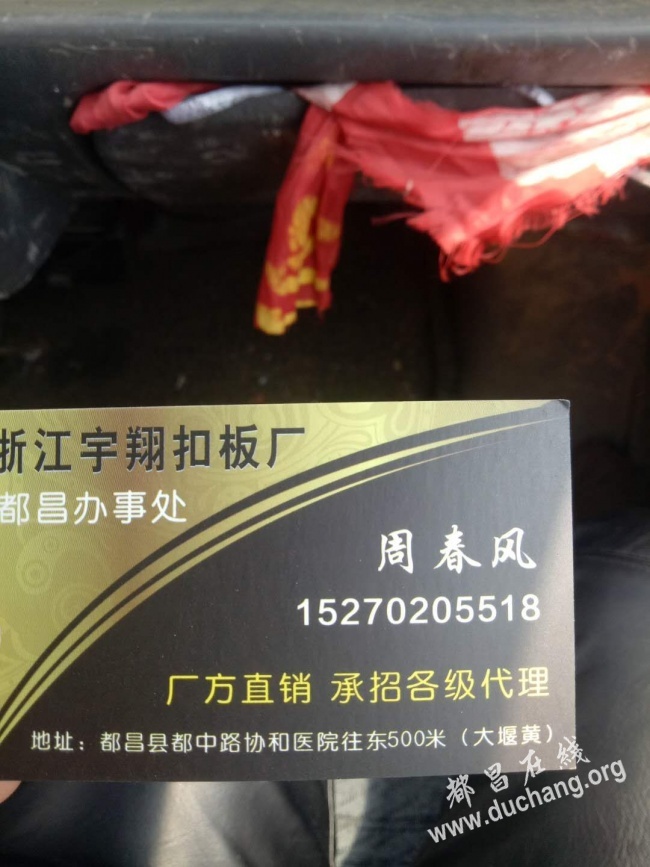 浙江宇翔扣板厂
都昌办事处
周春风
15270205518
厂方直销 承招各级代理
地址：都昌县都中路协和医院往东500米（大堰黄）
都昌在线
www.duchang.org